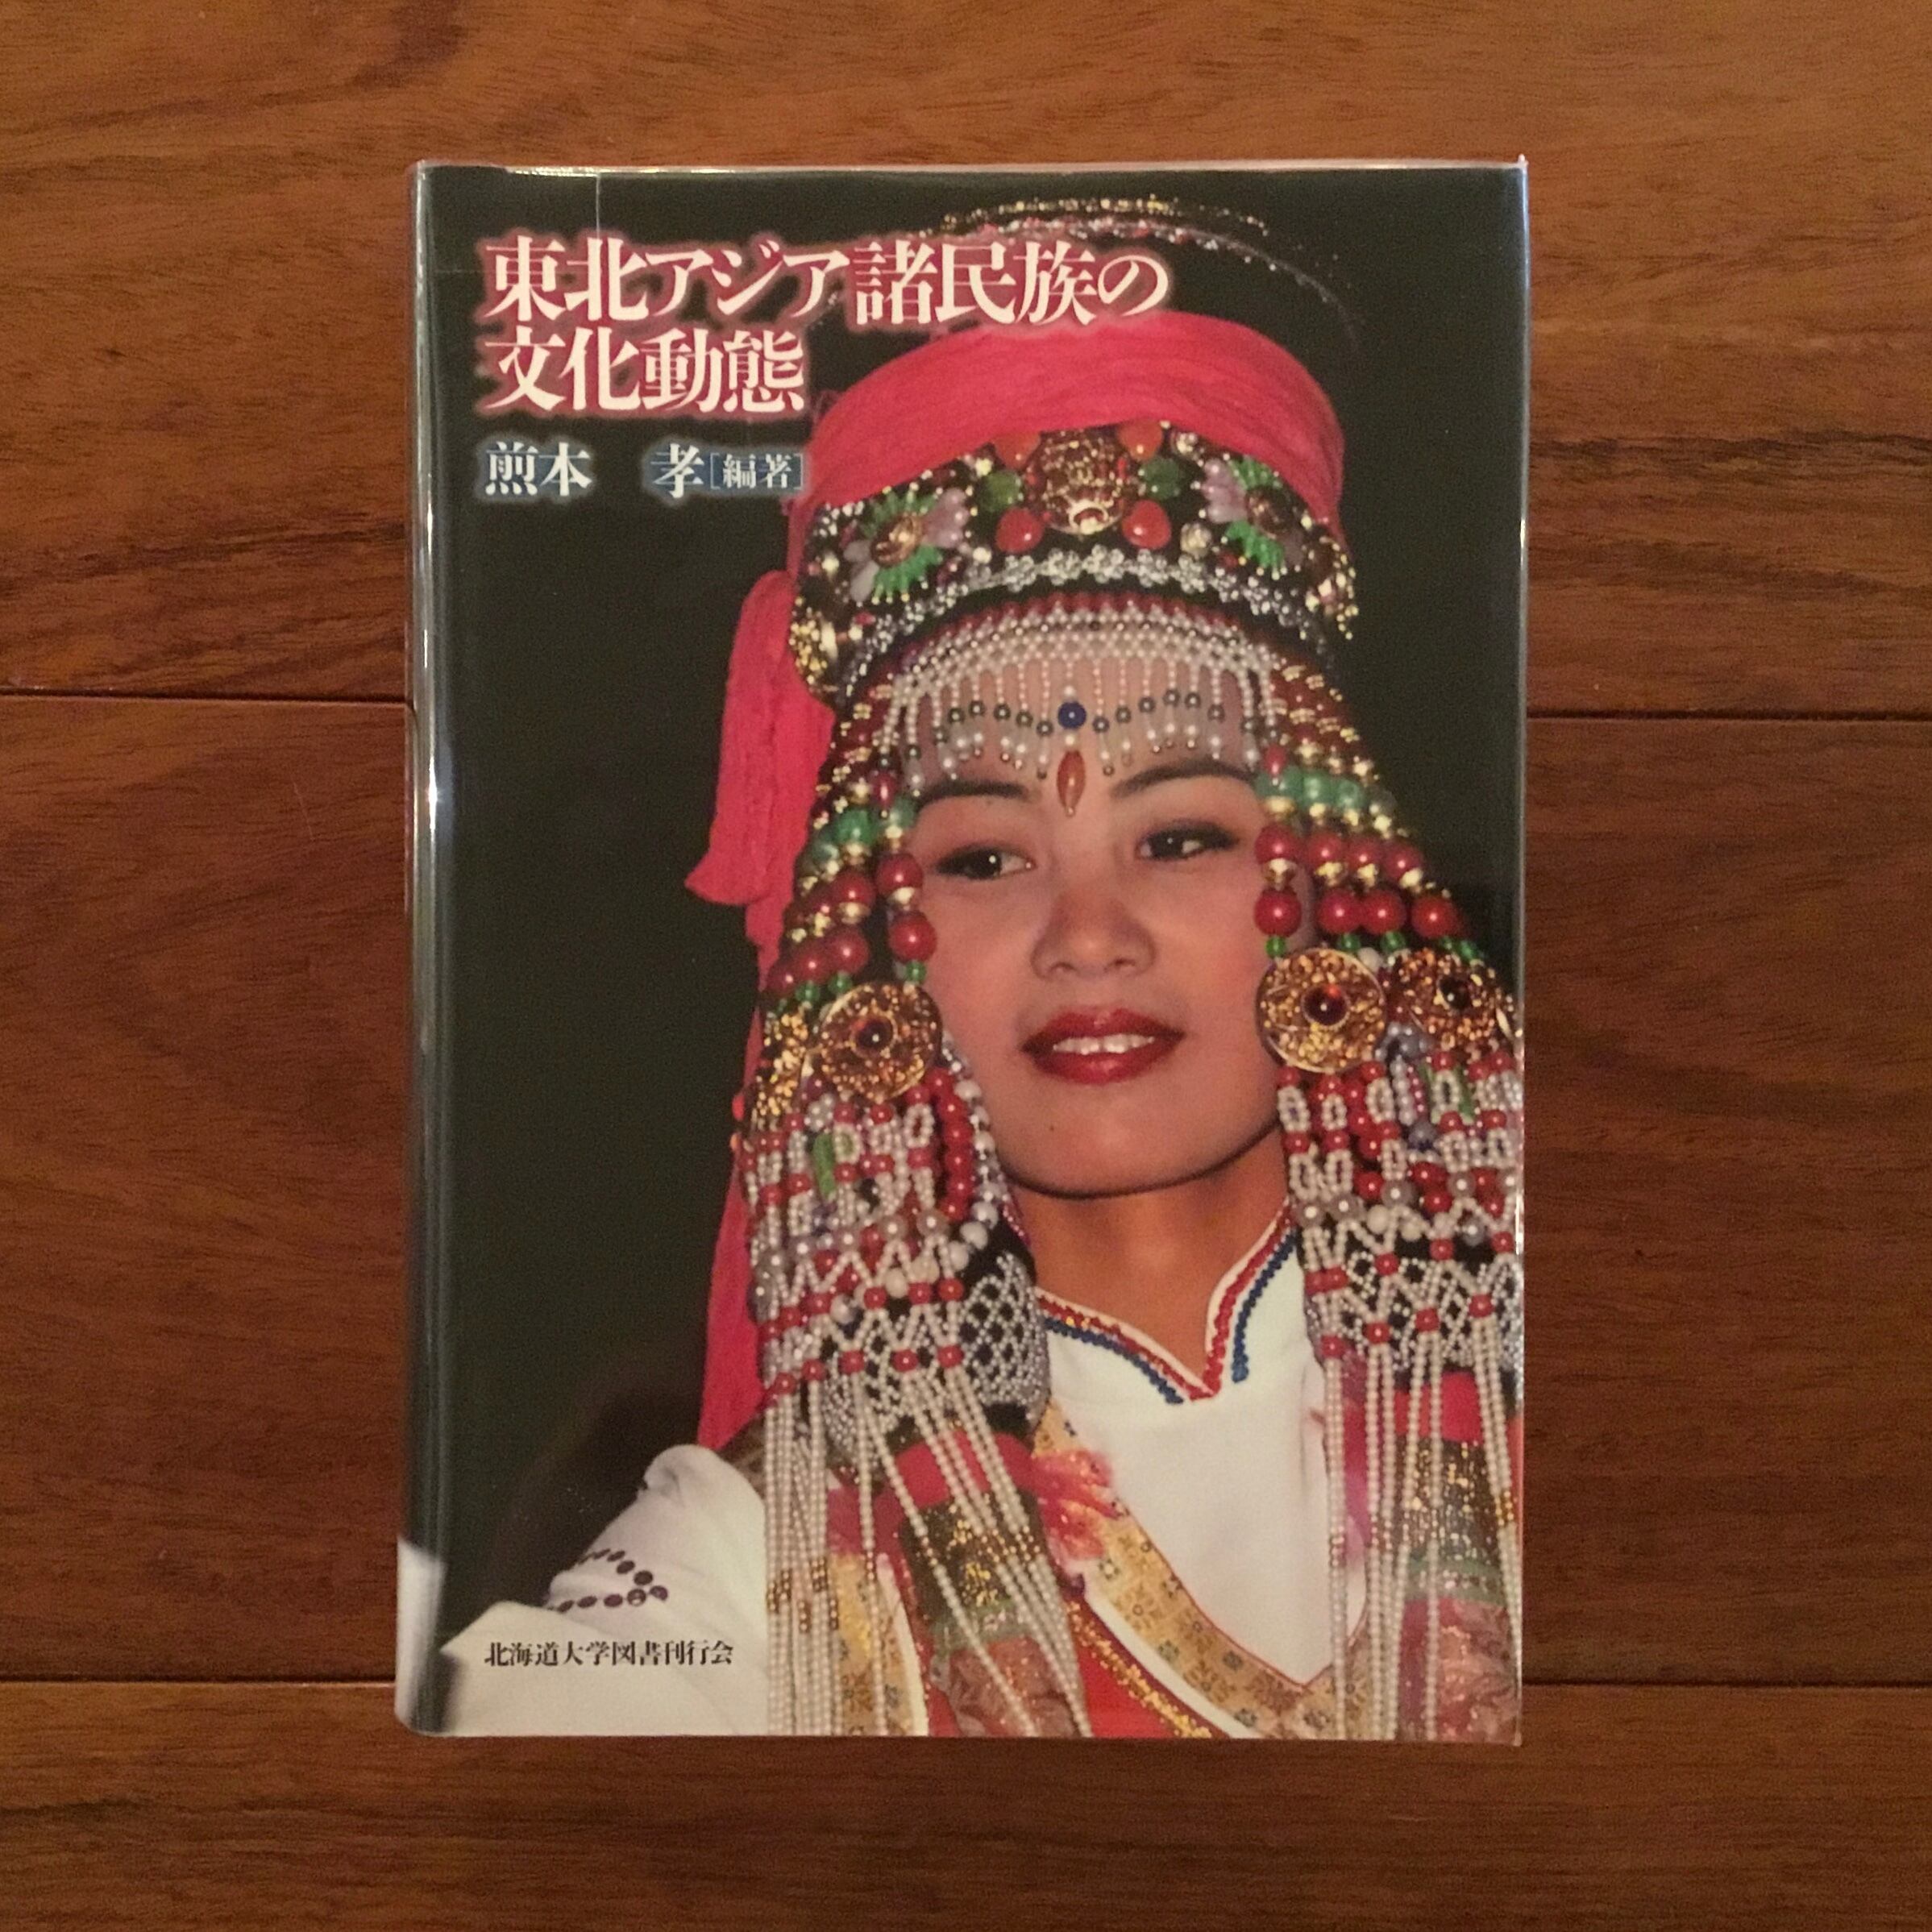 東北アジア諸民族の
文化動態
煎本 孝[編著]
北海道大学図書刊行会